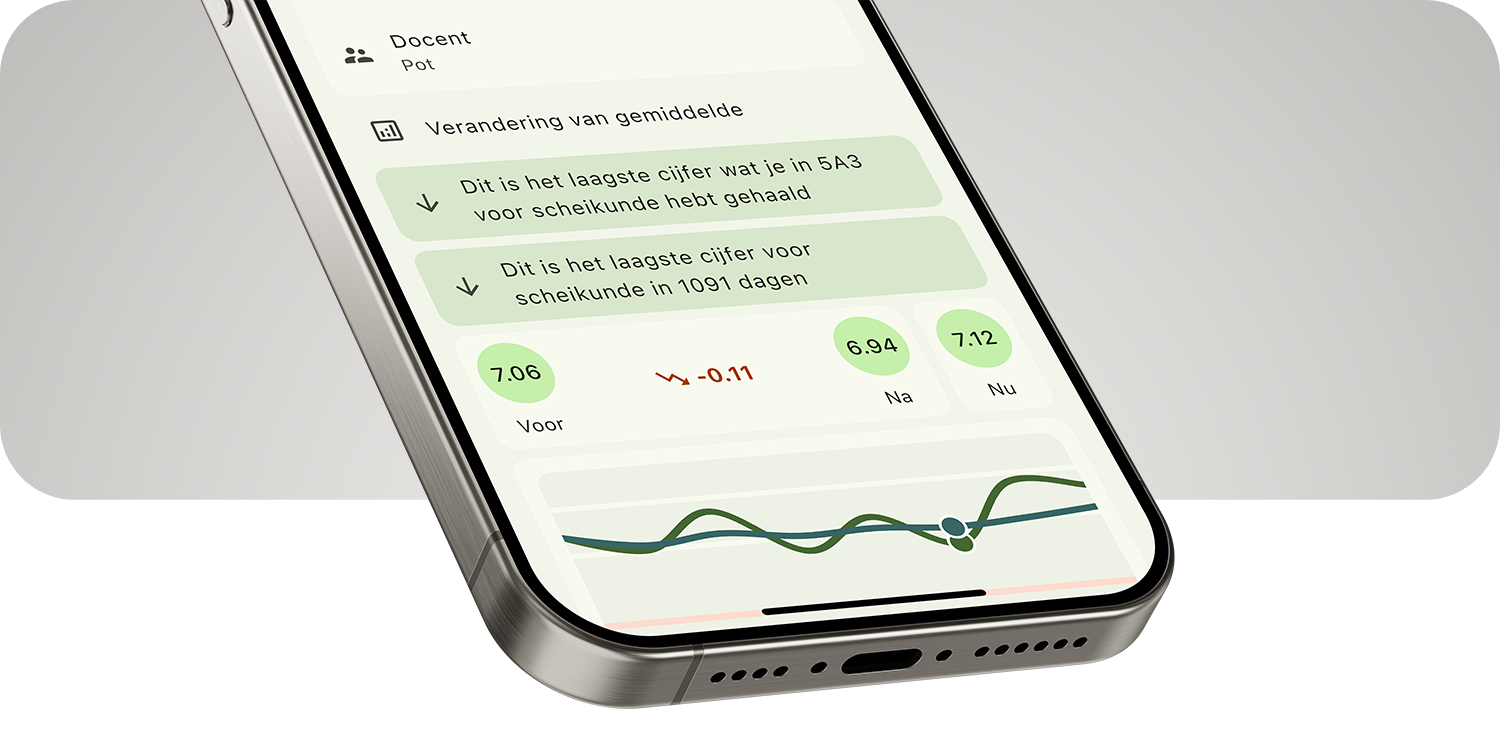 Docent
Pot
Verandering van gemiddelde
Dit is het laagste cijfer wat je in 5A3
voor scheikunde hebt gehaald
Dit is het laagste cijfer voor
scheikunde in 1091 dagen
7.06
-0.11
6.94
7.12
Voor
Na
Nu